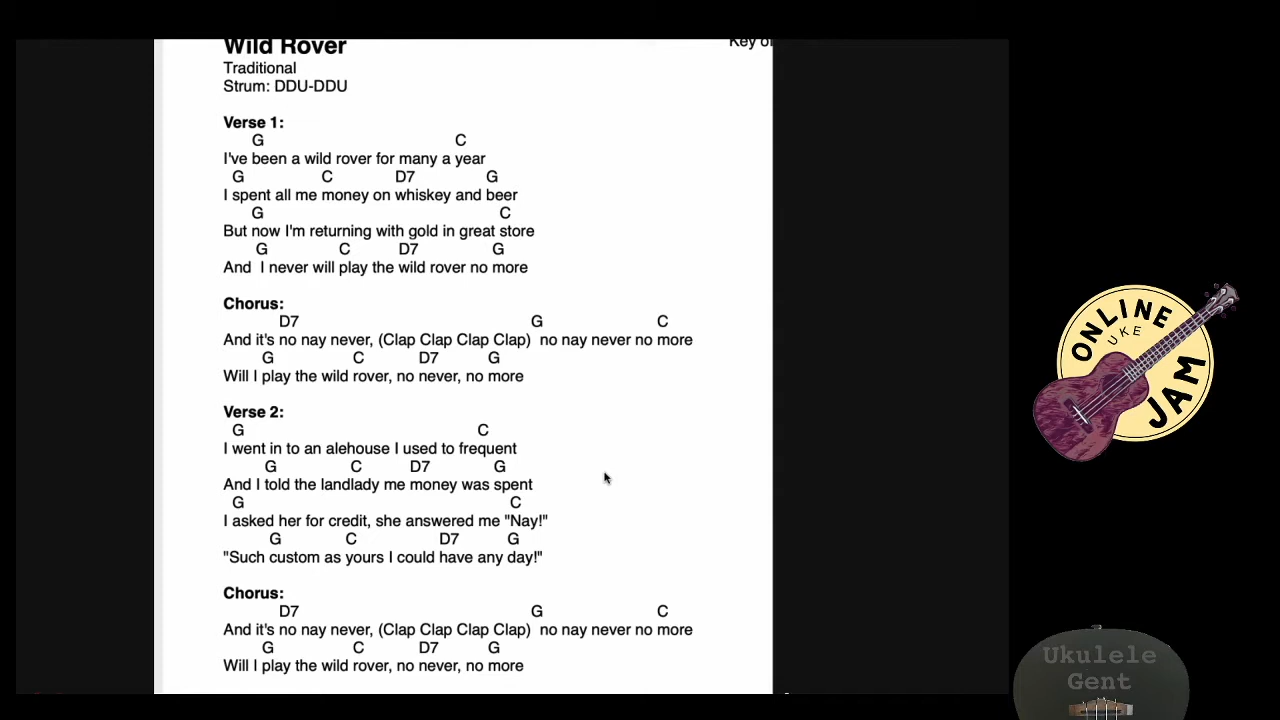 Wild Rover
Key of
Traditional
Strum: DDU-DDU
Verse 1:
G C
I've been a wild rover for many a year
G C D7 G
I spent all me money on whiskey and beer
G C
But now I'm returning with gold in great store
G C D7 G
And I never will play the wild rover no more
Chorus:
D7 G C
And it's no nay never, (Clap Clap Clap Clap) no nay never no more
G C D7 G
Will I play the wild rover, no never, no more
Verse 2:
G C
I went in to an alehouse I used to frequent
G C D7 G
And I told the landlady me money was spent
G C
I asked her for credit, she answered me "Nay!"
G C D7 G
"Such custom as yours I could have any day!"
Chorus:
D7 G C
And it's no nay never, (Clap Clap Clap Clap) no nay never no more
G C D7 G
Will I play the wild rover, no never, no more
ONLINE
UKE
JAM
Ukulele
Gent